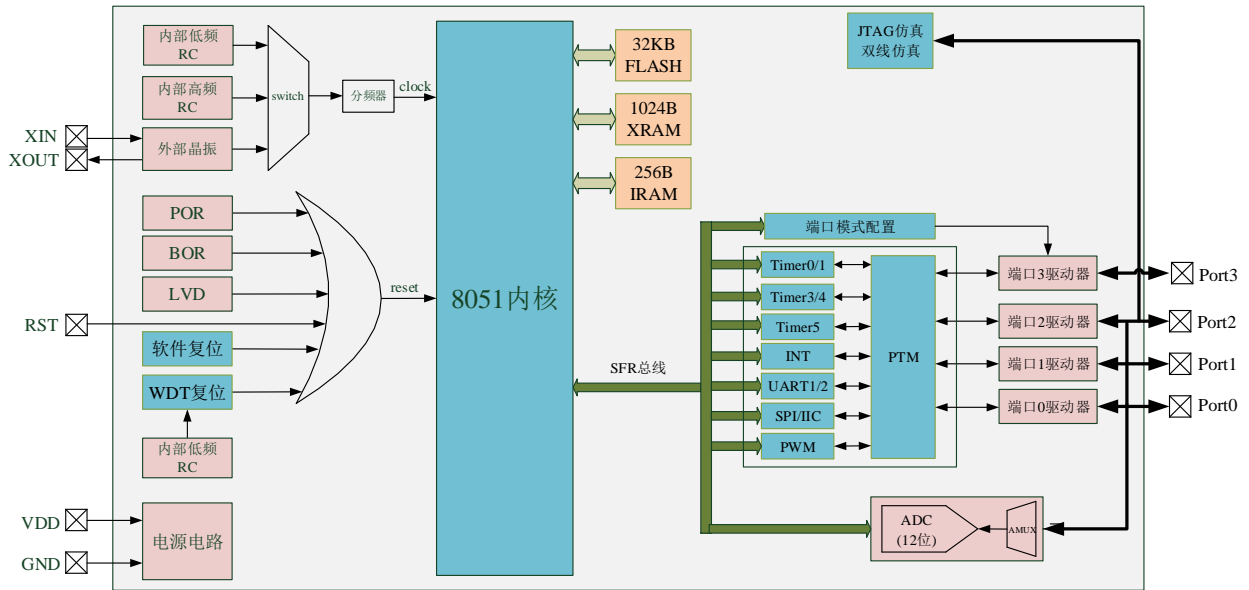 内部低频
RC
内部高频
RC
外部晶振
XIN
XOUT
switch
分频器
clock
POR
BOR
LVD
RST
软件复位
WDT复位
内部低频
RC
reset
VDD
GND
电源电路
8051内核
32KB
FLASH
1024B
XRAM
256B
IRAM
JTAG仿真
双线仿真
SFR总线
端口模式配置
Timer0/1
Timer3/4
Timer5
INT
UART1/2
SPI/IIC
PWM
PTM
端口3驱动器
端口2驱动器
端口1驱动器
端口0驱动器
Port3
Port2
Port1
Port0
ADC
(12位)
AMUX